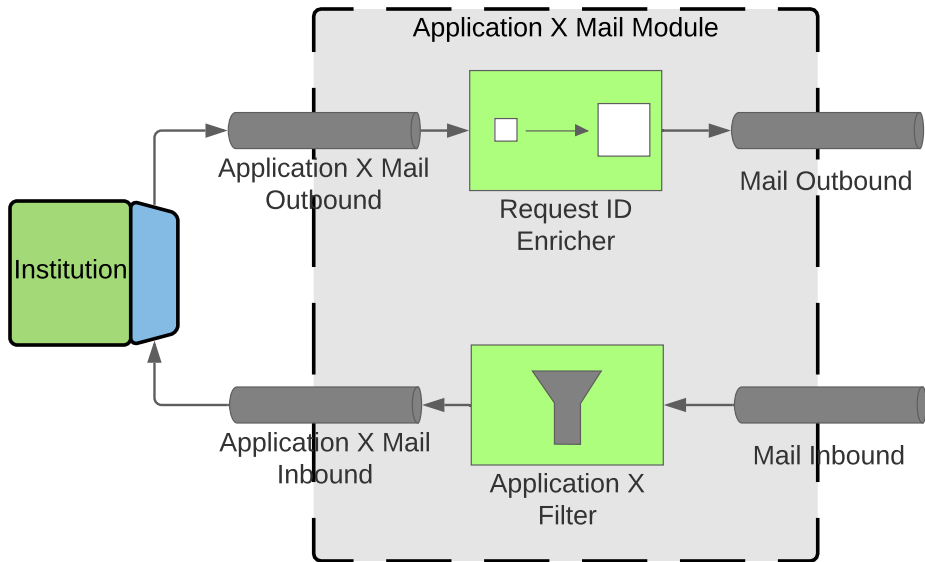 Application X Mail Module
Application X Mail
Outbound
Request ID
Enricher
Mail Outbound
Institution
Application X Mail
Inbound
Application X
Filter
Mail Inbound